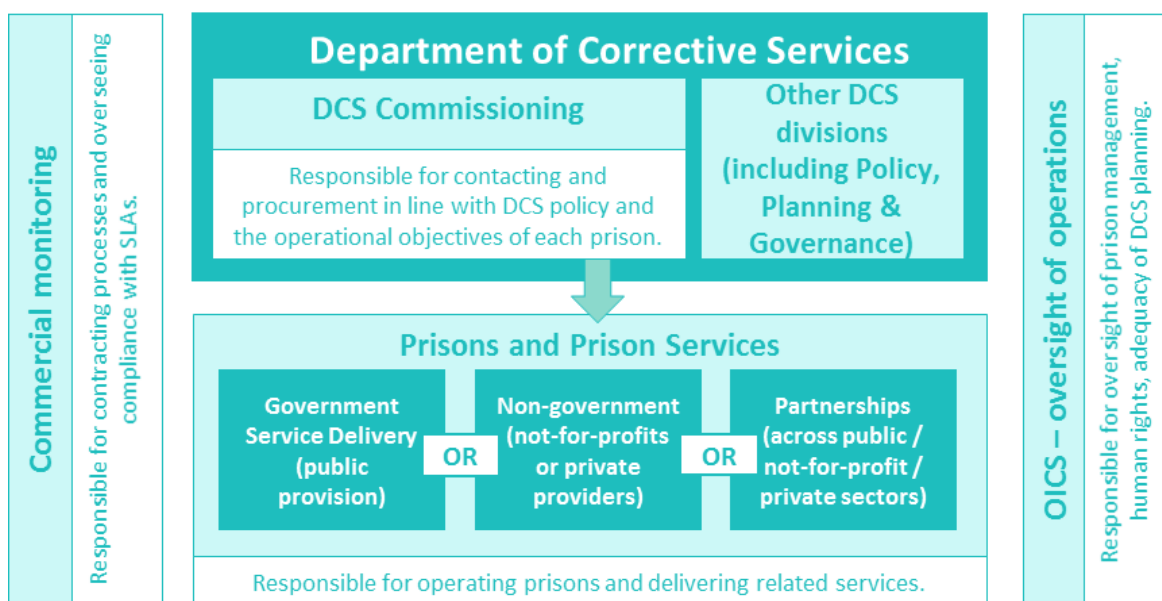 Commercial monitoring
Responsible for contracting processes and over seeing
compliance with SLAs.
Department of Corrective Services
DCS Commissioning
Responsible for contacting and
procurement in line with DCS policy and
the operational objectives of each prison.
Other DCS
divisions
(including Policy,
Planning &
Governance)
Prisons and Prison Services
Government
Service Delivery
(public
provision)
OR
Non-government
(not-for-profits
or private
providers)
OR
Partnerships
(across public /
not-for-profit /
private sectors)
Responsible for operating prisons and delivering related services.
OICS – oversight of operations
Responsible for oversight of prison management,
human rights, adequacy of DCS planning.